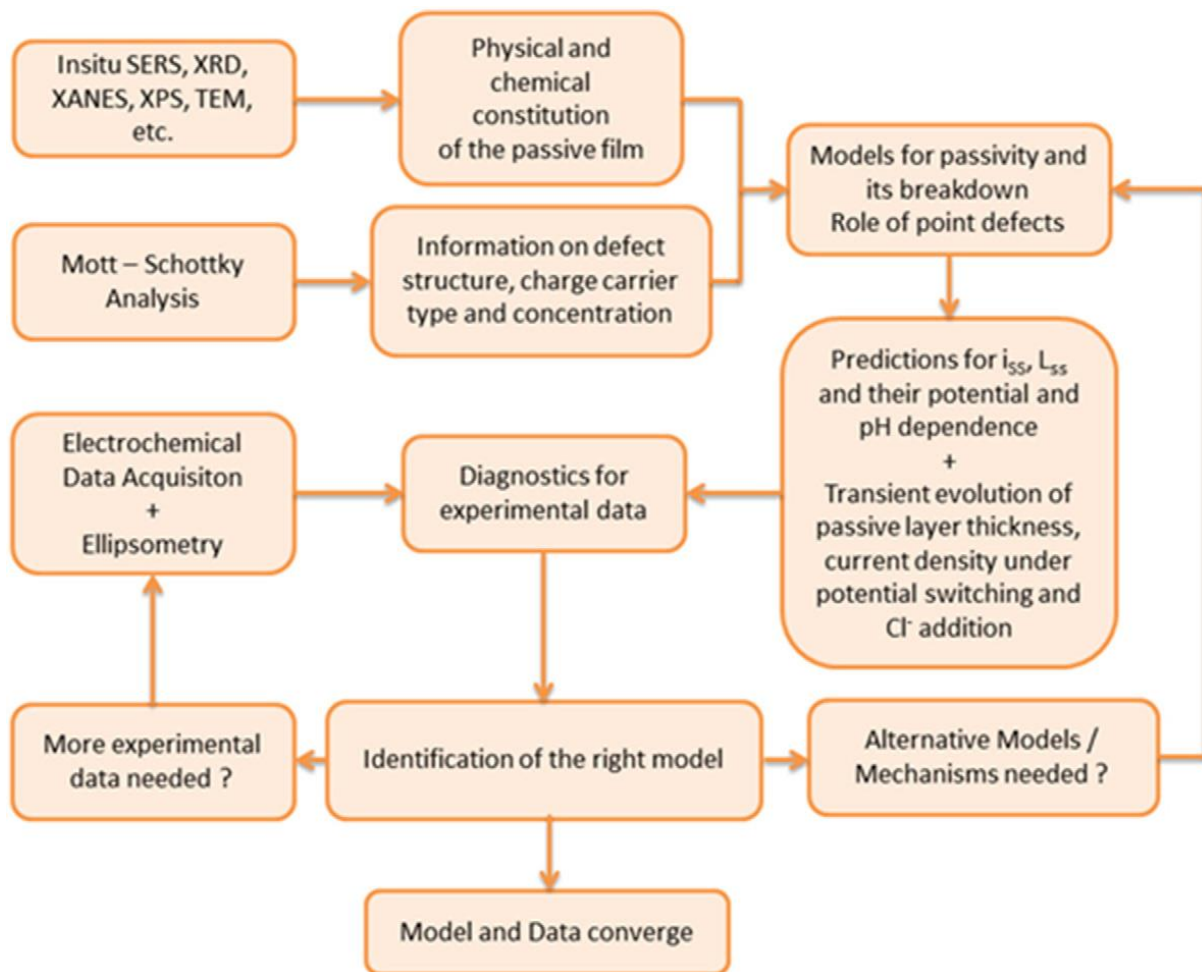 Insitu SERS, XRD,
XANES, XPS, TEM,
etc.
Physical and
chemical
constitution
of the passive film
Models for passivity and
its breakdown
Role of point defects
Mott – Schottky
Analysis
Information on defect
structure, charge carrier
type and concentration
Predictions for iSS, Lss
and their potential and
pH dependence
+
Transient evolution of
passive layer thickness,
current density under
potential switching and
Cl- addition
Electrochemical
Data Acquisiton
+
Ellipsometry
Diagnostics for
experimental data
More experimental
data needed ?
Identification of the right model
Alternative Models /
Mechanisms needed ?
Model and Data converge